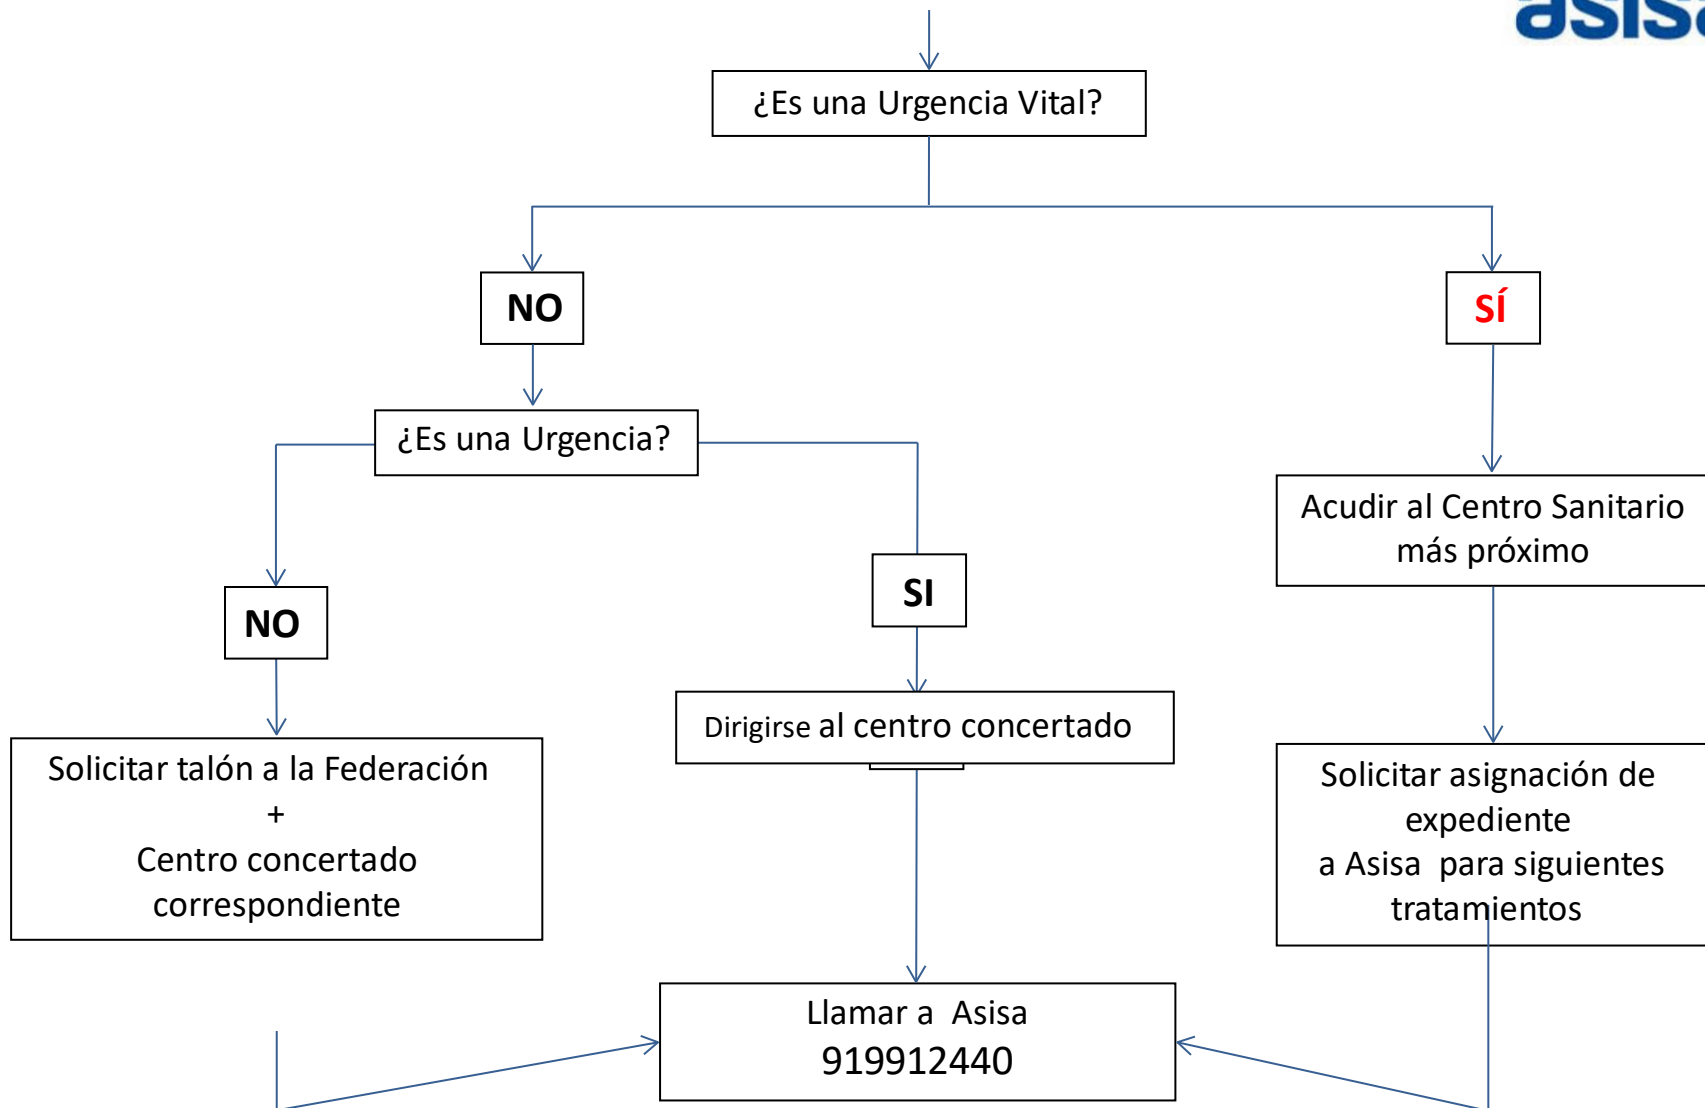 asisa
¿Es una Urgencia Vital?
NO
SÍ
¿Es una Urgencia?
Acudir al Centro Sanitario
más próximo
SI
NO
Dirigirse al centro concertado
Solicitar talón a la Federación
+
Centro concertado
correspondiente
Solicitar asignación de
expediente
a Asisa para siguientes
tratamientos
Llamar a Asisa
919912440